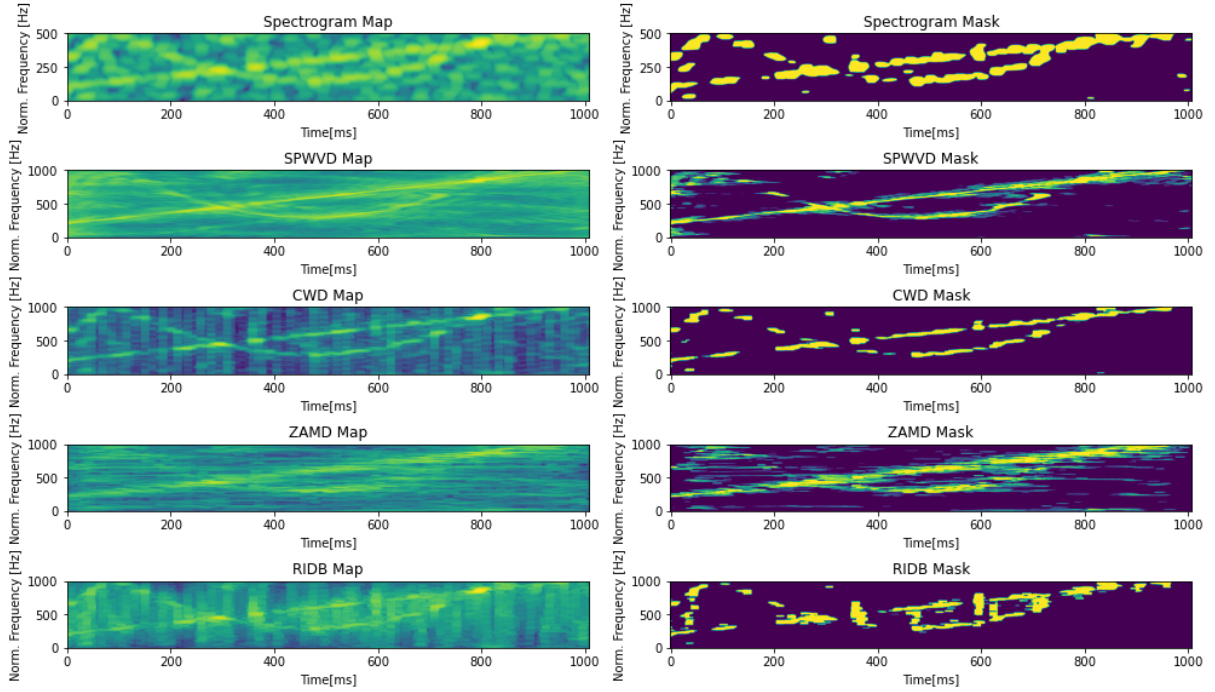 Spectrogram Map
Norm. Frequency [Hz]
500
250
0
0 200 400 600 800 1000
Time[ms]
Spectrogram Mask
Norm. Frequency [Hz]
500
250
0
0 200 400 600 800 1000
Time[ms]
SPWVD Map
Norm. Frequency [Hz]
1000
500
0
0 200 400 600 800 1000
Time[ms]
SPWVD Mask
Norm. Frequency [Hz]
1000
500
0
0 200 400 600 800 1000
Time[ms]
CWD Map
Norm. Frequency [Hz]
1000
500
0
0 200 400 600 800 1000
Time[ms]
CWD Mask
Norm. Frequency [Hz]
1000
500
0
0 200 400 600 800 1000
Time[ms]
ZAMD Map
Norm. Frequency [Hz]
1000
500
0
0 200 400 600 800 1000
Time[ms]
ZAMD Mask
Norm. Frequency [Hz]
1000
500
0
0 200 400 600 800 1000
Time[ms]
RIDB Map
Norm. Frequency [Hz]
1000
500
0
0 200 400 600 800 1000
Time[ms]
RIDB Mask
Norm. Frequency [Hz]
1000
500
0
0 200 400 600 800 1000
Time[ms]